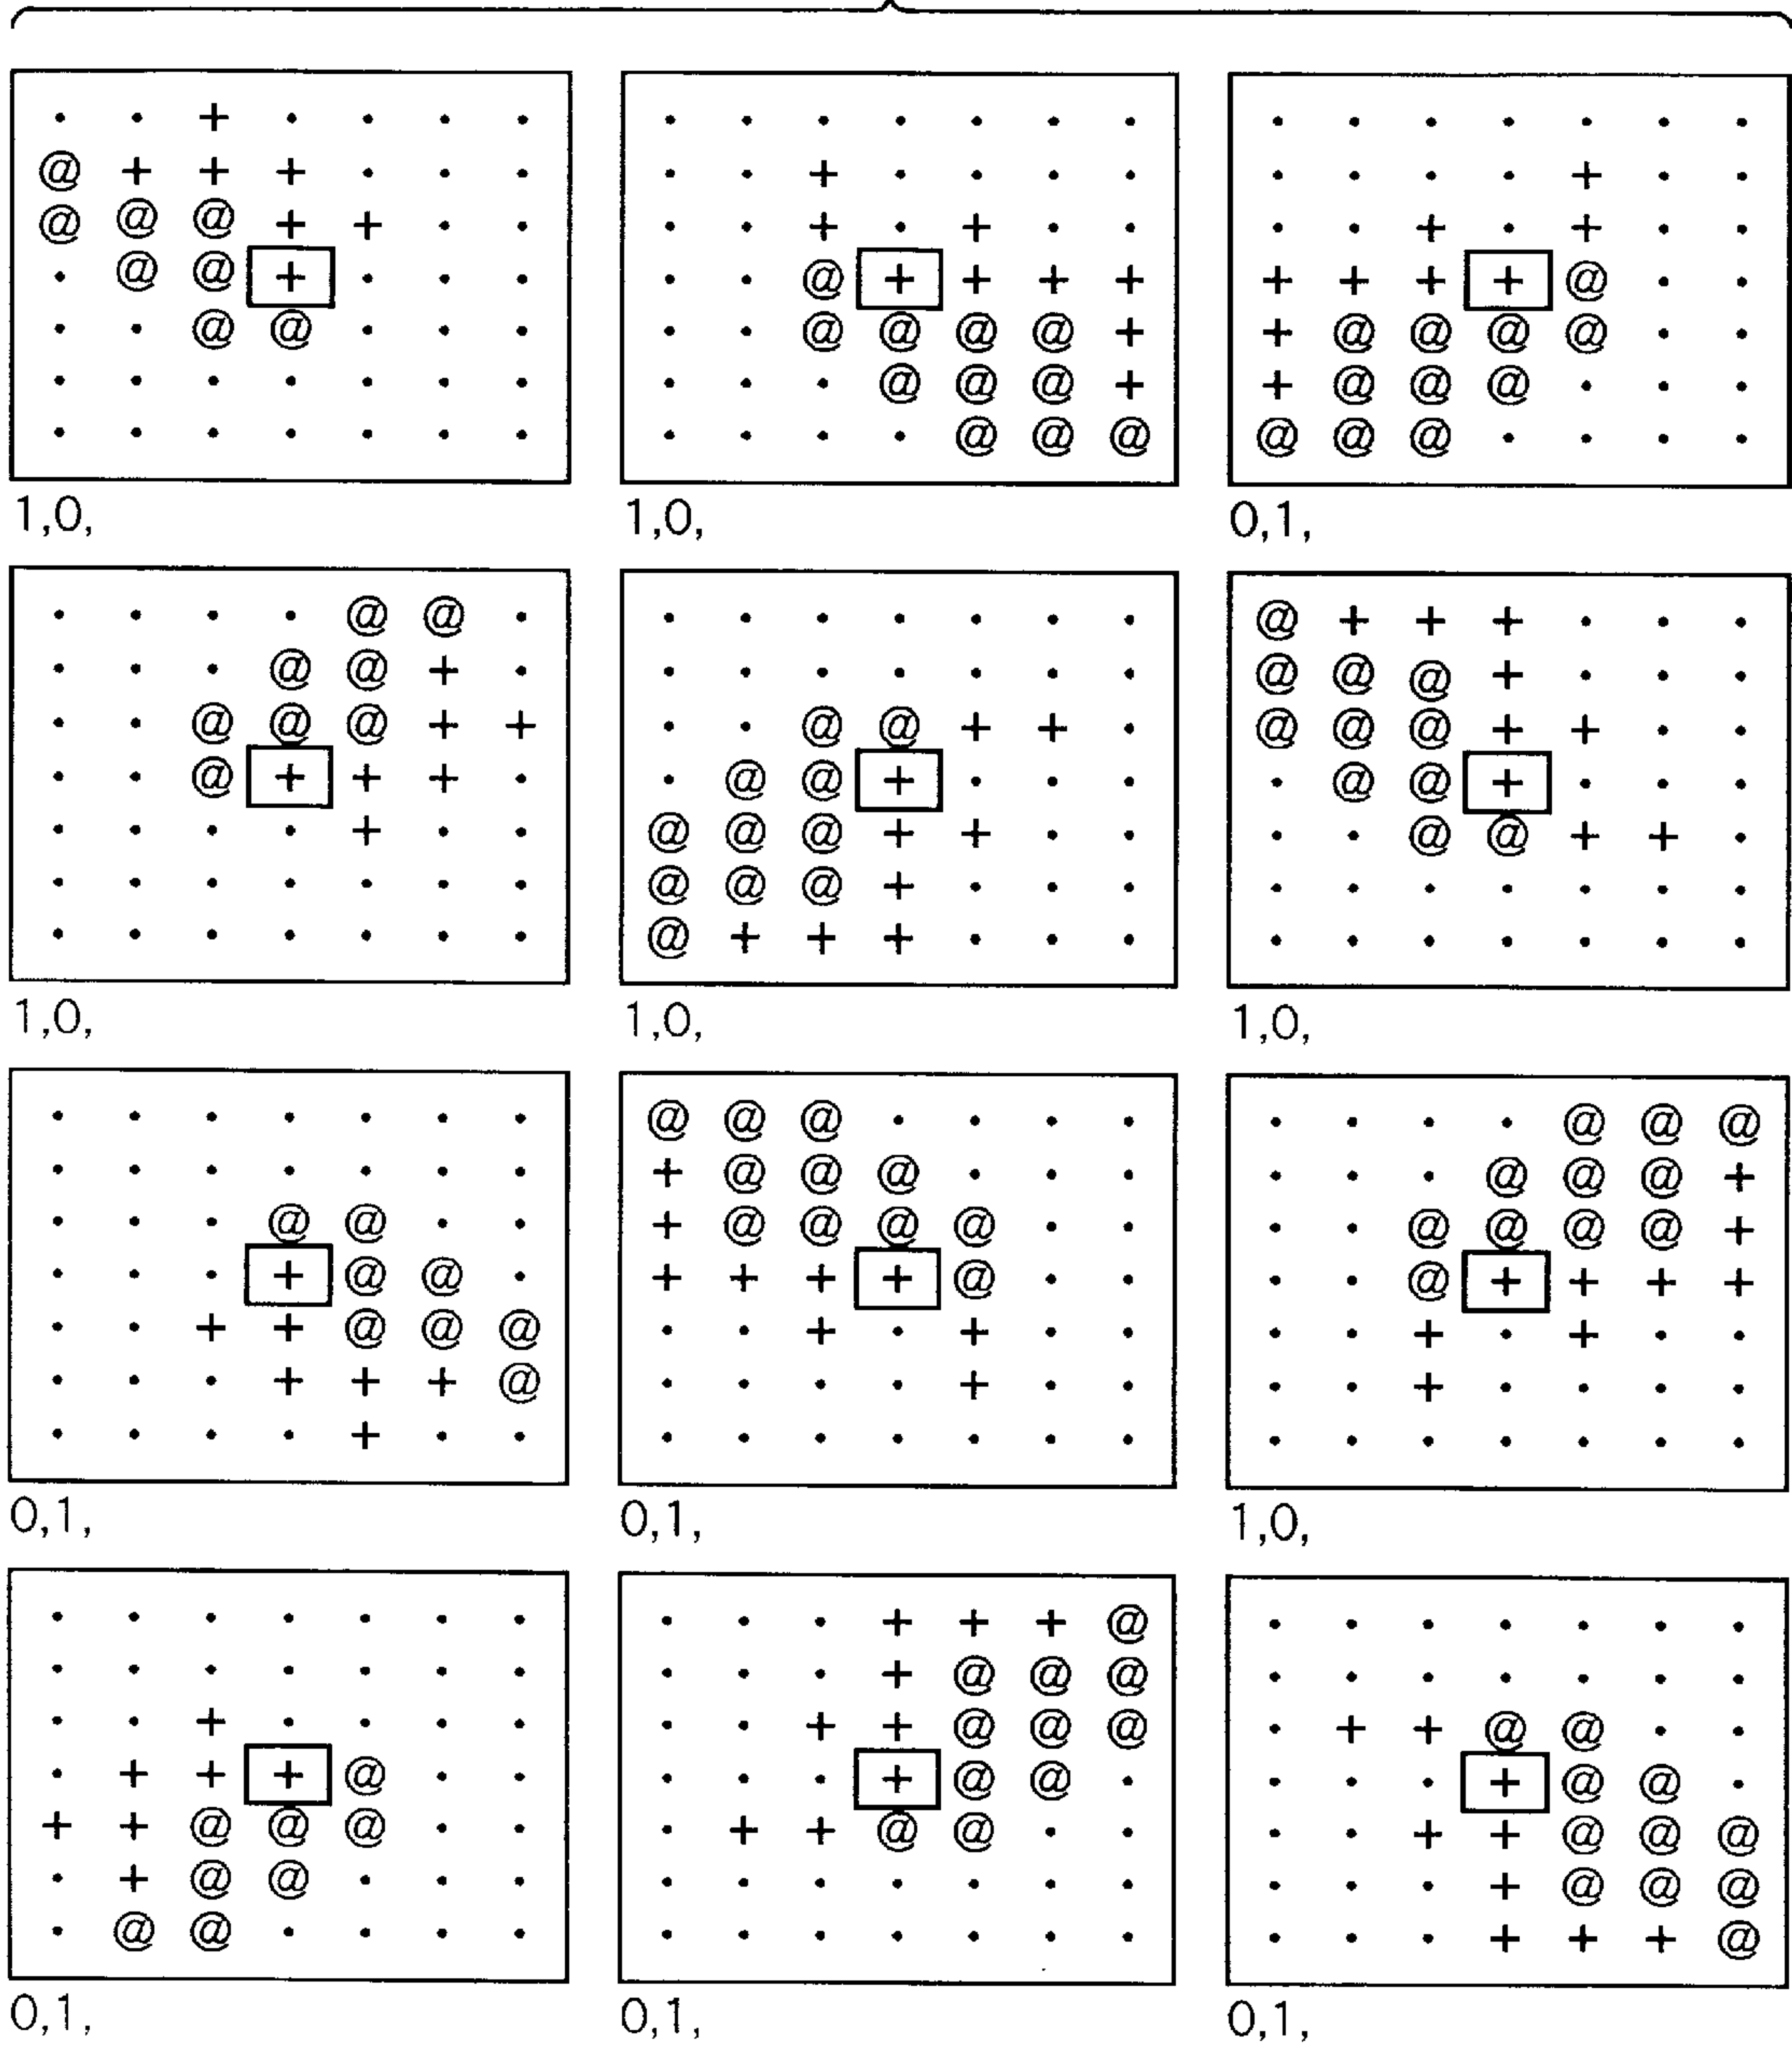 . . + . . . .
@ + + + . . .
@ @ @ + + . .
. @ @ + . . .
. . @ @ . . .
. . . . . . .
. . . . . . .
1,0,
. . . . . . .
. . + . . . .
. . + . + . .
. . @ + + + +
. . @ @ @ @ +
. . . @ @ @ +
. . . . @ @ @
1,0,
. . . . . . .
. . . . + . .
. . + . + . .
+ + + + @ . .
+ @ @ @ @ . .
+ @ @ @ . . .
@ @ @ . . . .
0,1,
. . . . @ @ .
. . . @ @ + .
. . @ @ @ + +
. . @ + + + .
. . . . + . .
. . . . . . .
. . . . . . .
1,0,
. . . . . . .
. . . . . . .
. . @ @ + + .
. @ @ + . . .
@ @ @ + + . .
@ @ @ + . . .
@ + + + . . .
1,0,
@ + + + . . .
@ @ @ + . . .
@ @ @ + + . .
. @ @ + . . .
. . @ @ + + .
. . . . . . .
. . . . . . .
1,0,
. . . . . . .
. . . . . . .
. . . @ @ . .
. . . + @ @ .
. . + + @ @ @
. . . + + + @
. . . . + . .
0,1,
@ @ @ . . . .
+ @ @ @ . . .
+ @ @ @ @ . .
+ + + + @ . .
. . + . + . .
. . . . + . .
. . . . . . .
0,1,
. . . . @ @ @
. . . @ @ @ +
. . @ @ @ @ +
. . @ + + + +
. . + . + . .
. . + . . . .
. . . . . . .
1,0,
. . . . . . .
. . . . . . .
. . + . . . .
. + + + @ . .
+ + @ @ @ . .
. + @ @ . . .
. @ @ . . . .
0,1,
. . . + + + @
. . . + @ @ @
. . + + @ @ @
. . . + @ @ .
. + + @ @ . .
. . . . . . .
. . . . . . .
0,1,
. . . . . . .
. . . . . . .
. + + @ @ . .
. . . + @ @ .
. . + + @ @ @
. . . + @ @ @
. . . + + + @
0,1,